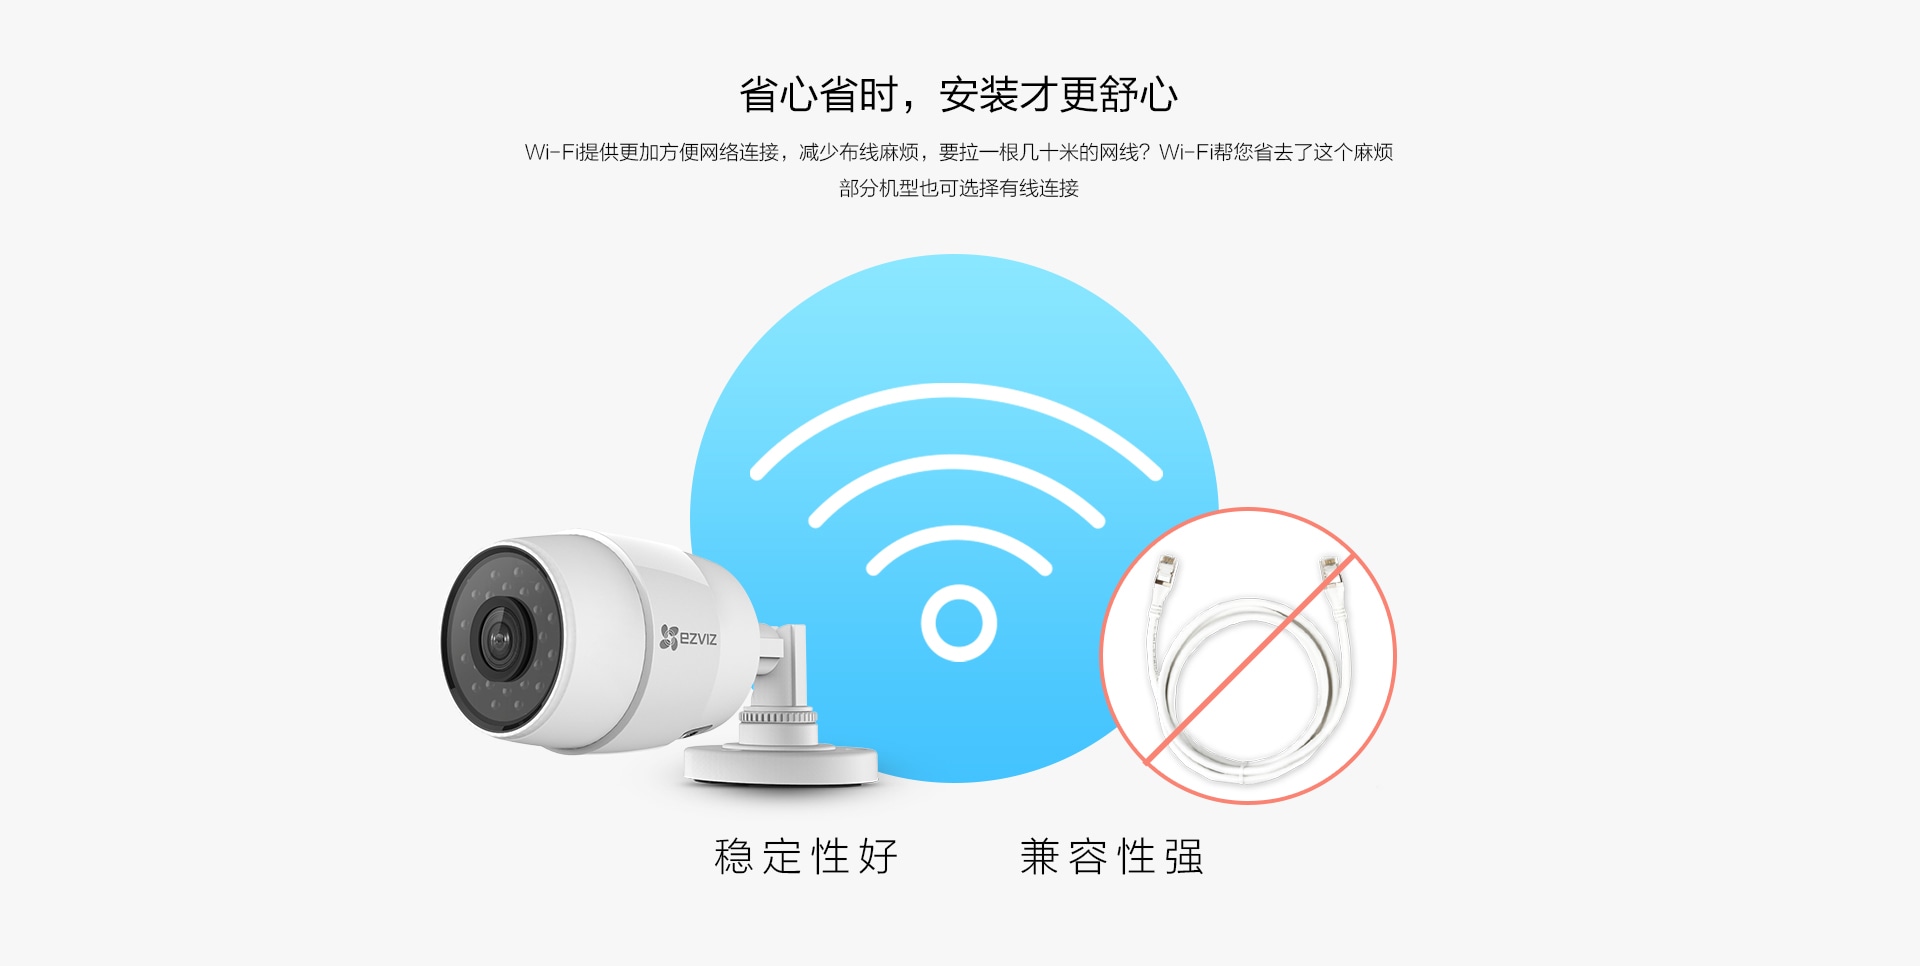 省心省时，安装才更舒心
Wi-Fi提供更加方便网络连接，减少布线麻烦，要拉一根几十米的网线？Wi-Fi帮您省去了这个麻烦
部分机型也可选择有线连接
ezviz
稳定性好
兼容性强